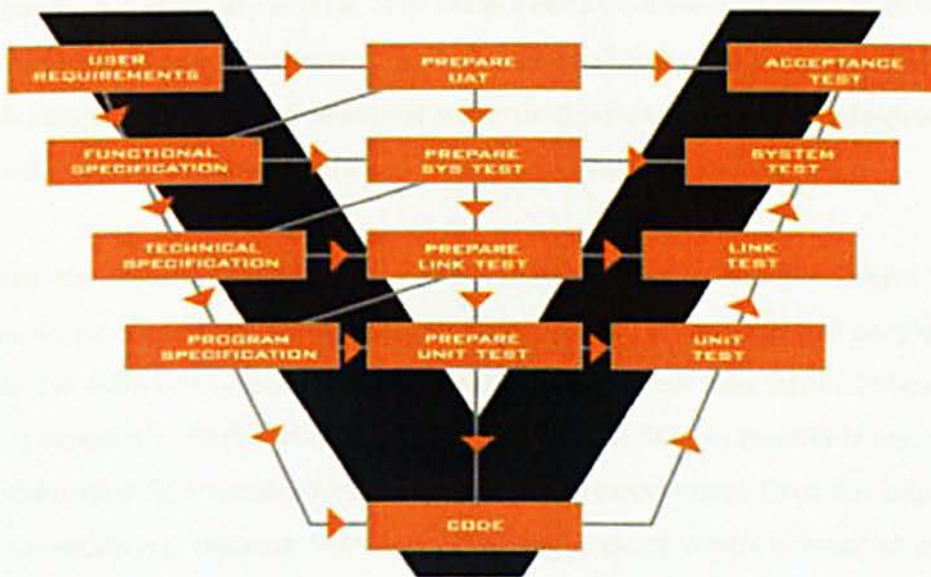 USER
REQUIREMENTS
PREPARE
UAT
ACCEPTANCE
TEST
FUNCTIONAL
SPECIFICATION
PREPARE
SYS TEST
SYSTEM
TEST
TECHNICAL
SPECIFICATION
PREPARE
LINK TEST
LINK
TEST
PROGRAM
SPECIFICATION
PREPARE
UNIT TEST
UNIT
TEST
CODE